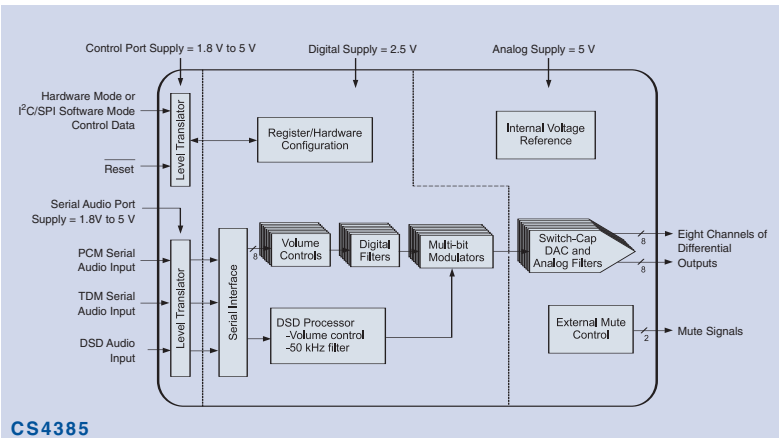 Control Port Supply = 1.8 V to 5 V
Digital Supply = 2.5 V
Analog Supply = 5 V
Hardware Mode or
I²C/SPI Software Mode
Control Data
Reset
Level Translator
Register/Hardware
Configuration
Internal Voltage
Reference
Serial Audio Port
Supply = 1.8V to 5 V
PCM Serial
Audio Input
TDM Serial
Audio Input
DSD Audio
Input
Level Translator
Serial Interface
8
Volume
Controls
Digital
Filters
Multi-bit
Modulators
Switch-Cap
DAC and
Analog Filters
8
8
Eight Channels of
Differential
Outputs
DSD Processor
-Volume control
-50 kHz filter
External Mute
Control
2
Mute Signals
CS4385